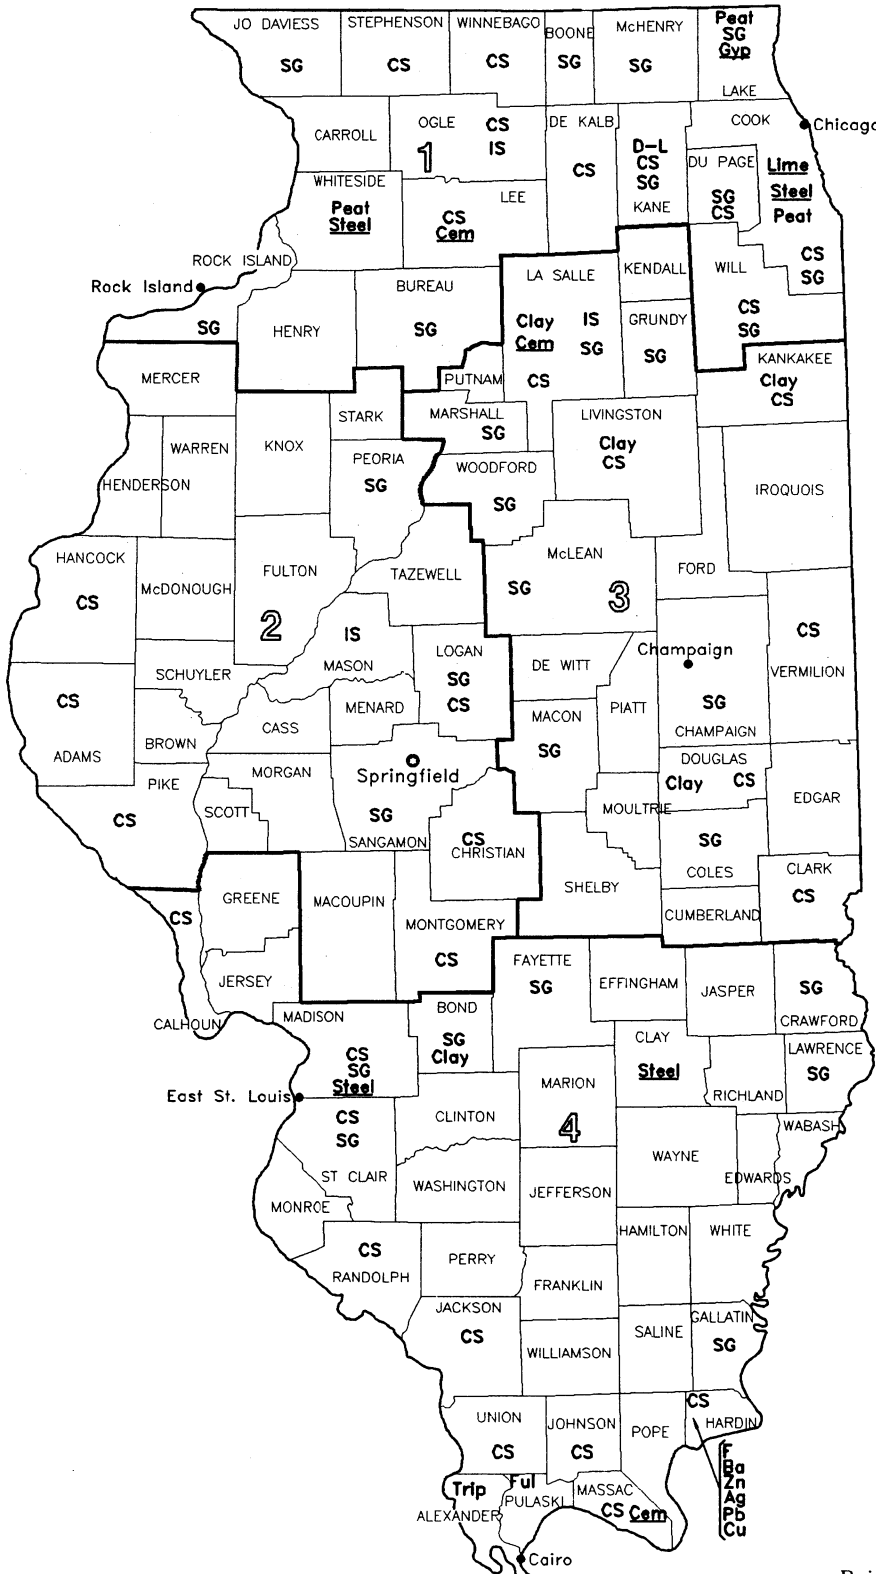 JO DAVIESS
SG
STEPHENSON
CS
WINNEBAGO
CS
BOONE
SG
McHENRY
SG
Peat
SG
Gyp
LAKE
CARROLL
OGLE
CS
IS
1
DE KALB
CS
D-L
CS
SG
KANE
COOK
Chicago
DU PAGE
SG
CS
Lime
Steel
Peat
CS
SG
WHITESIDE
Peat
Steel
LEE
CS
Cem
ROCK ISLAND
Rock Island
SG
HENRY
BUREAU
SG
LA SALLE
Clay
Cem
IS
SG
CS
KENDALL
GRUNDY
SG
WILL
CS
SG
KANKAKEE
Clay
CS
MERCER
PUTNAM
STARK
MARSHALL
SG
LIVINGSTON
Clay
CS
HENDERSON
WARREN
KNOX
PEORIA
SG
WOODFORD
SG
IROQUOIS
HANCOCK
CS
McDONOUGH
FULTON
2
TAZEWELL
McLEAN
SG
3
FORD
IS
MASON
LOGAN
SG
CS
DE WITT
Champaign
SG
CHAMPAIGN
CS
VERMILION
CS
ADAMS
SCHUYLER
BROWN
CASS
MENARD
MACON
SG
PIATT
PIKE
CS
SCOTT
MORGAN
Springfield
SG
SANGAMON
CS
CHRISTIAN
MOULTRIE
DOUGLAS
Clay
CS
EDGAR
SG
COLES
SHELBY
CUMBERLAND
CLARK
CS
CS
CALHOUN
GREENE
JERSEY
MACOUPIN
MONTGOMERY
CS
FAYETTE
SG
EFFINGHAM
JASPER
SG
CRAWFORD
MADISON
CS
SG
Steel
BOND
SG
Clay
CLAY
Steel
LAWRENCE
SG
RICHLAND
East St. Louis
CS
SG
ST CLAIR
CLINTON
MARION
4
WABASH
WAYNE
EDWARDS
MONROE
WASHINGTON
JEFFERSON
HAMILTON
WHITE
CS
RANDOLPH
PERRY
FRANKLIN
JACKSON
CS
WILLIAMSON
SALINE
GALLATIN
SG
UNION
CS
JOHNSON
CS
POPE
CS
HARDIN
F
Ba
Zn
Ag
Pb
Cu
Trip
ALEXANDER
Ful
PULASKI
MASSAC
CS Cem
Cairo